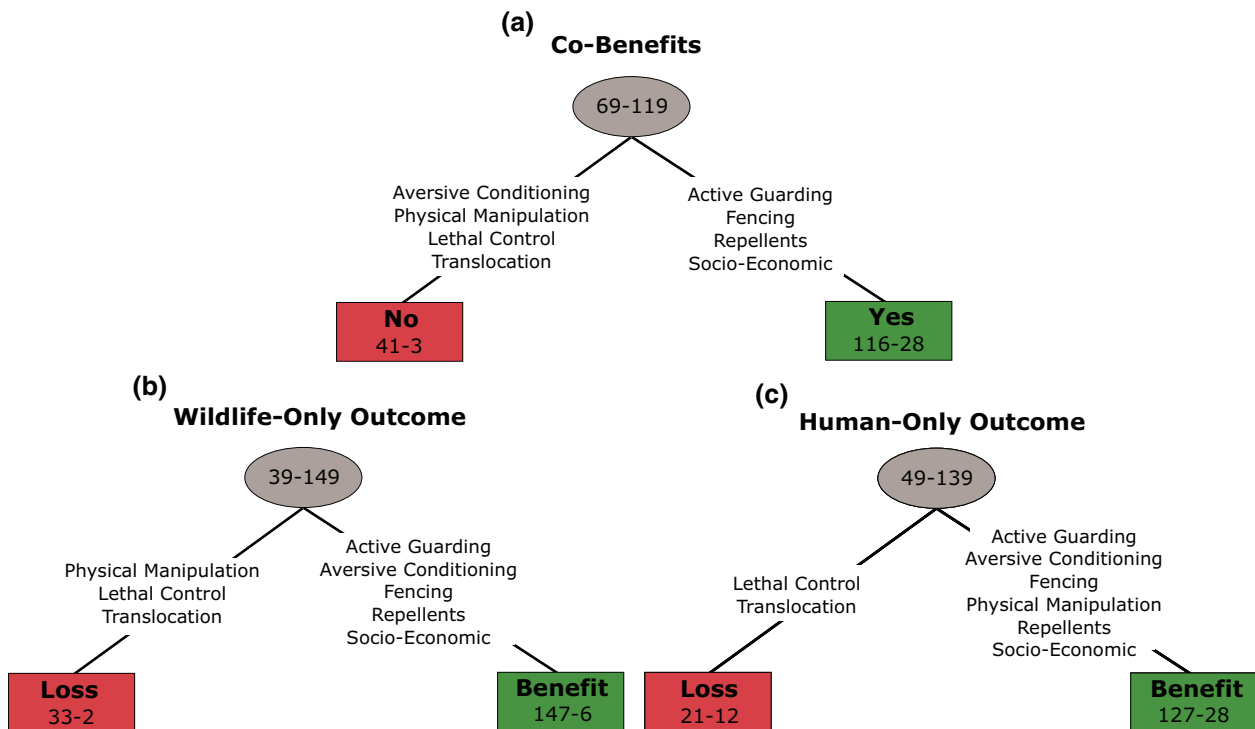 (a)
Co-Benefits
69-119
Aversive Conditioning
Physical Manipulation
Lethal Control
Translocation
Active Guarding
Fencing
Repellents
Socio-Economic
No
41-3
Yes
116-28
(b)
Wildlife-Only Outcome
39-149
Physical Manipulation
Lethal Control
Translocation
Active Guarding
Aversive Conditioning
Fencing
Repellents
Socio-Economic
Loss
33-2
Benefit
147-6
(c)
Human-Only Outcome
49-139
Lethal Control
Translocation
Active Guarding
Aversive Conditioning
Fencing
Physical Manipulation
Repellents
Socio-Economic
Loss
21-12
Benefit
127-28